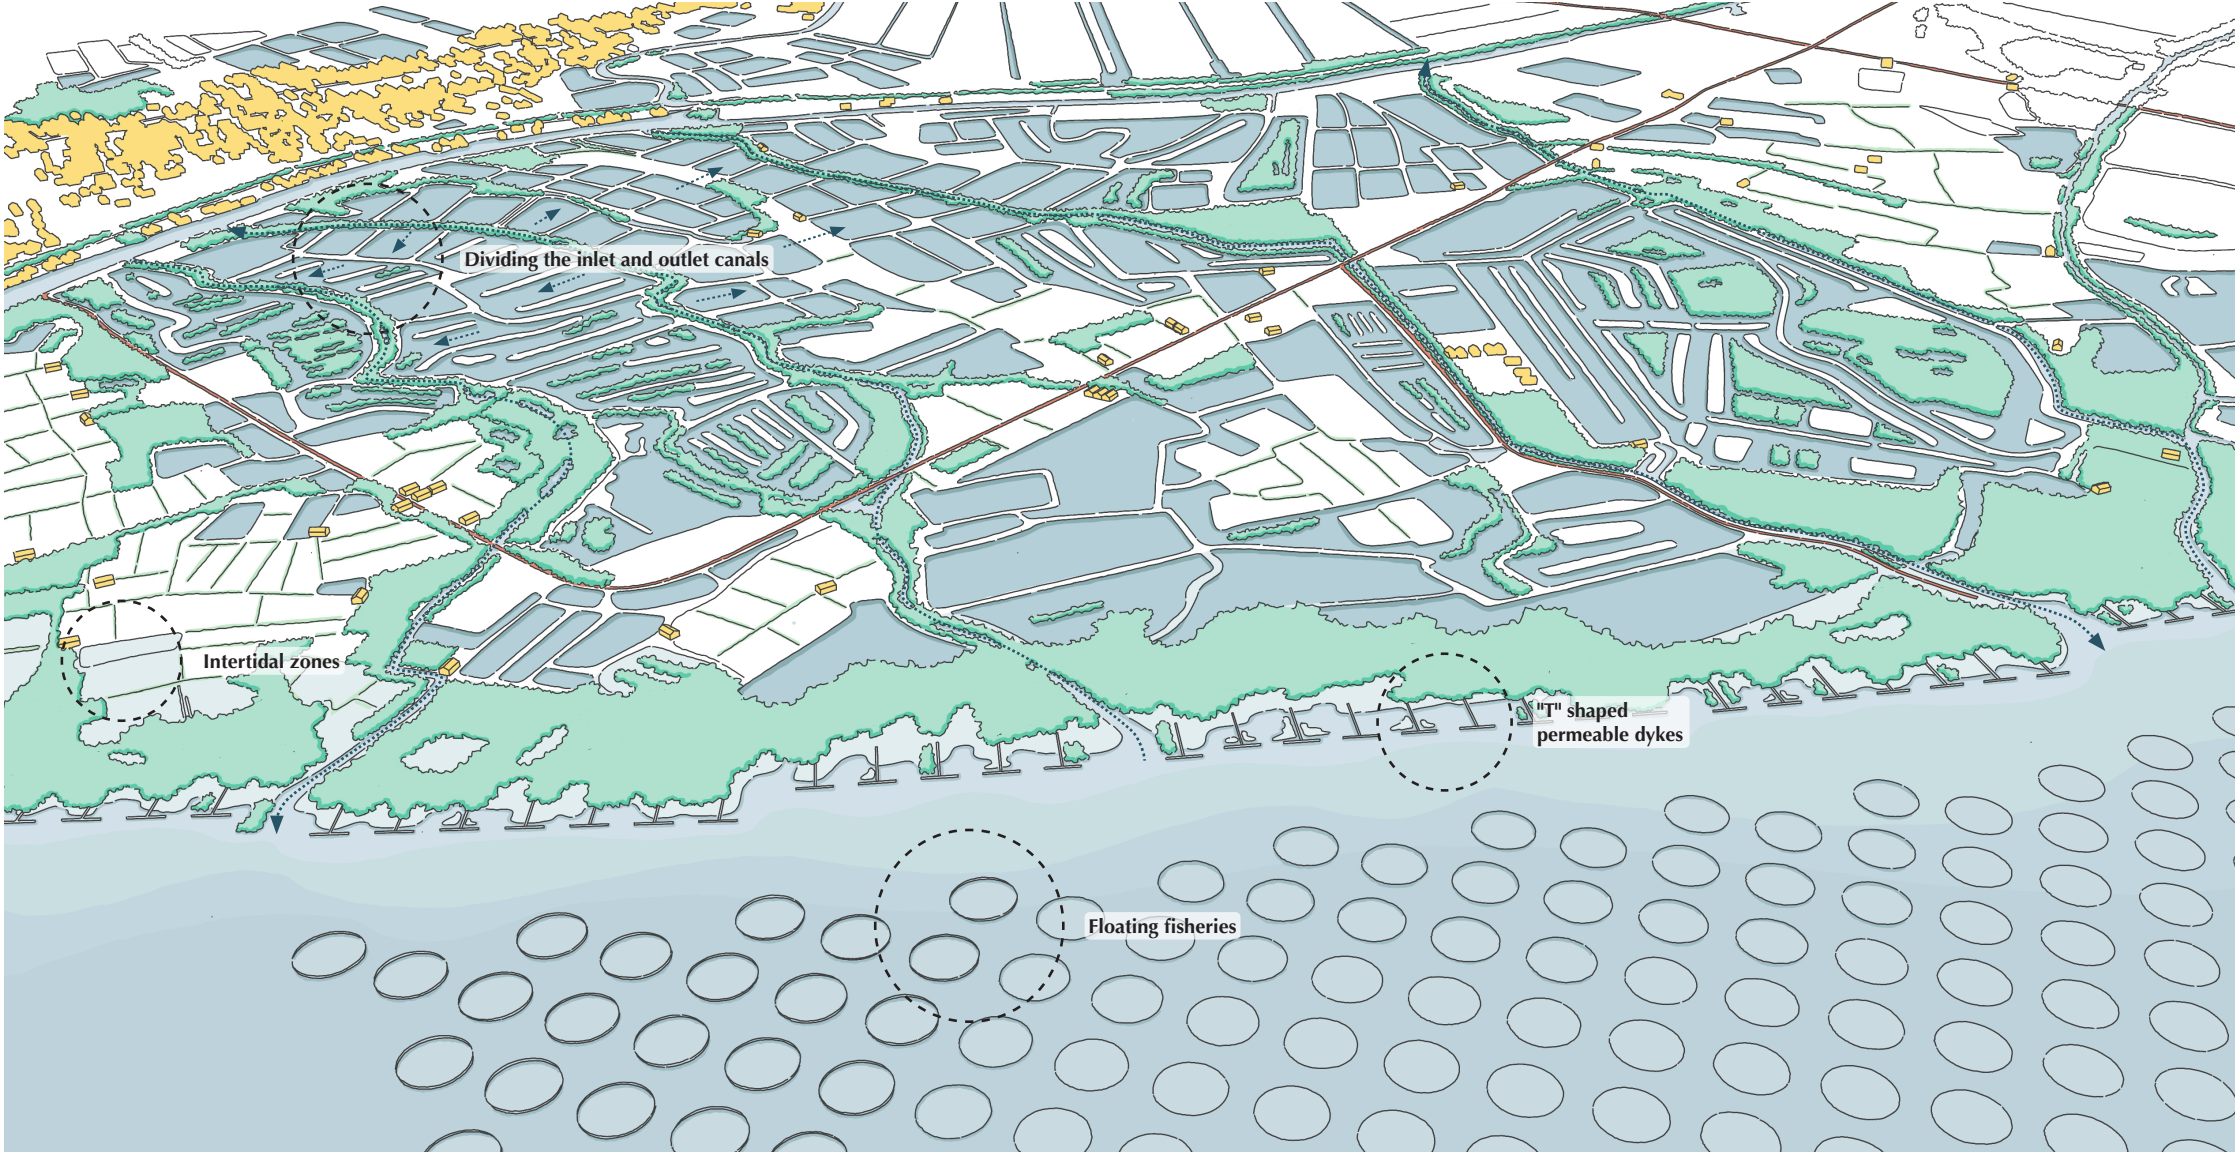 Dividing the inlet and outlet canals
Intertidal zones
"T" shaped
permeable dykes
Floating fisheries